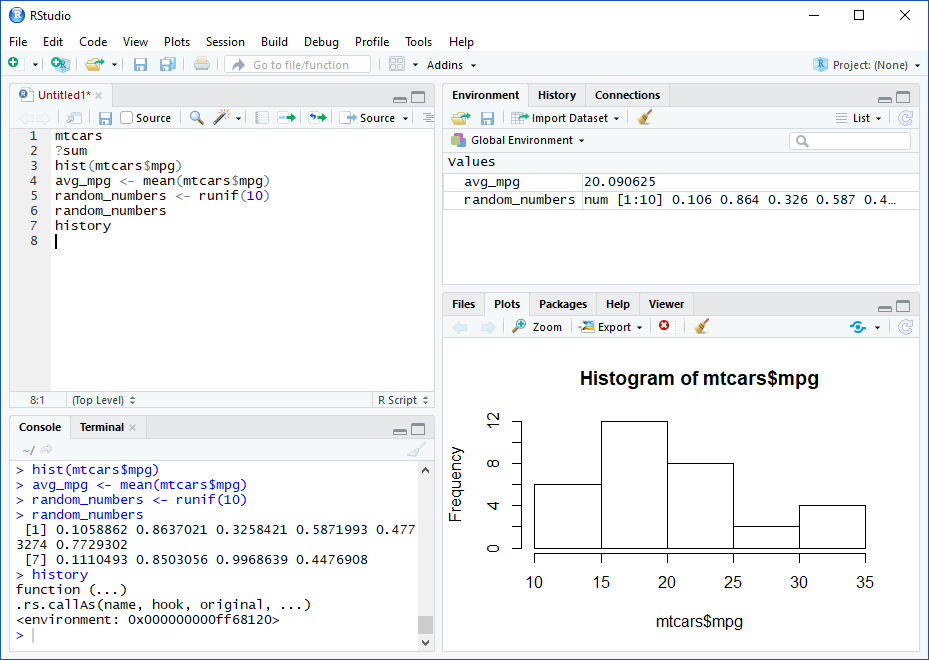 RStudio
File Edit Code View Plots Session Build Debug Profile Tools Help
Go to file/function Addins Project: (None)
Untitled1*
Source Source
1 mtcars
2 ?sum
3 hist(mtcars$mpg)
4 avg_mpg <- mean(mtcars$mpg)
5 random_numbers <- runif(10)
6 random_numbers
7 history
8
8:1 (Top Level) R Script
Console Terminal
~/
> hist(mtcars$mpg)
> avg_mpg <- mean(mtcars$mpg)
> random_numbers <- runif(10)
> random_numbers
[1] 0.1058862 0.8637021 0.3258421 0.5871993 0.477
3274 0.7729302
[7] 0.1110493 0.8503056 0.9968639 0.4476908
> history
function (...)
.rs.callAs(name, hook, original, ...)
<environment: 0x000000000ff68120>
>
Environment History Connections
Import Dataset List
Global Environment
Values
avg_mpg 20.090625
random_numbers num [1:10] 0.106 0.864 0.326 0.587 0.4…
Files Plots Packages Help Viewer
Zoom Export
Histogram of mtcars$mpg
Frequency
12
8
4
0
10 15 20 25 30 35
mtcars$mpg